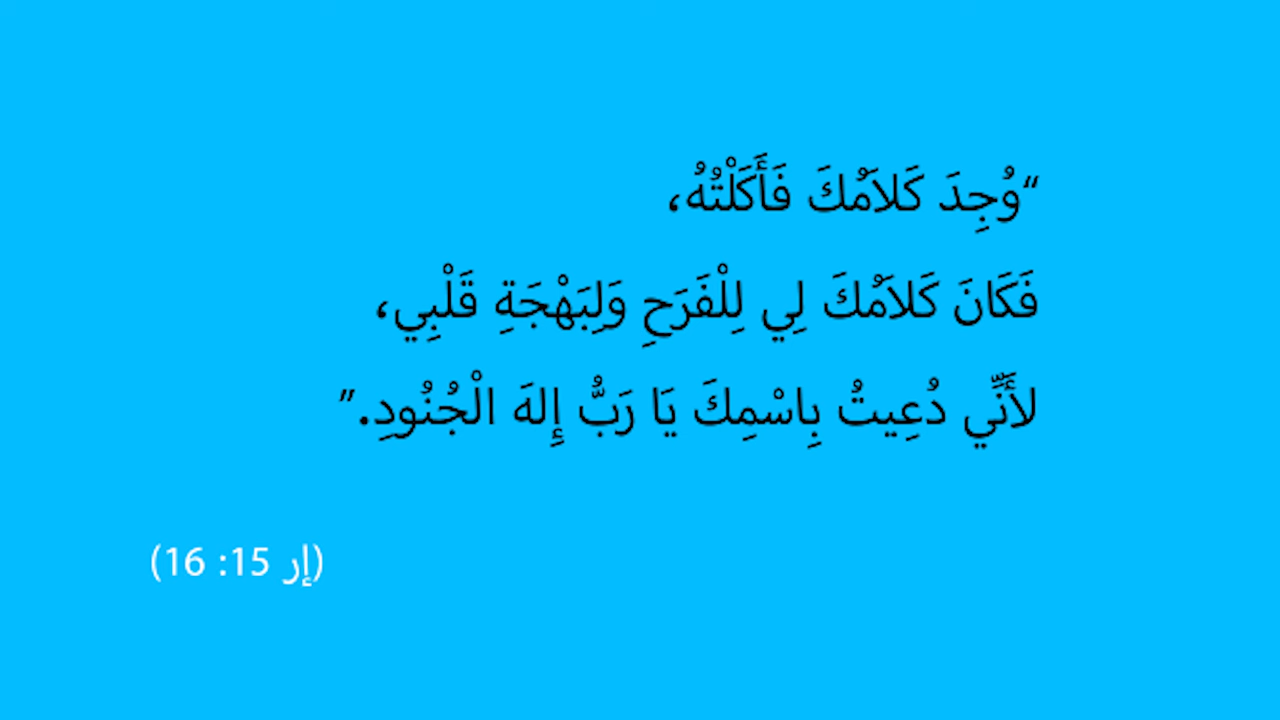 “وُجِدَ كَلاَمُكَ فَأَكَلْتُهُ،
فَكَانَ كَلاَمُكَ لِي لِلْفَرَحِ وَلِبَهْجَةِ قَلْبِي،
لأَنِّي دُعِيتُ بِاسْمِكَ يَا رَبُّ إِلهَ الْجُنُودِ.”
(إر 15: 16)